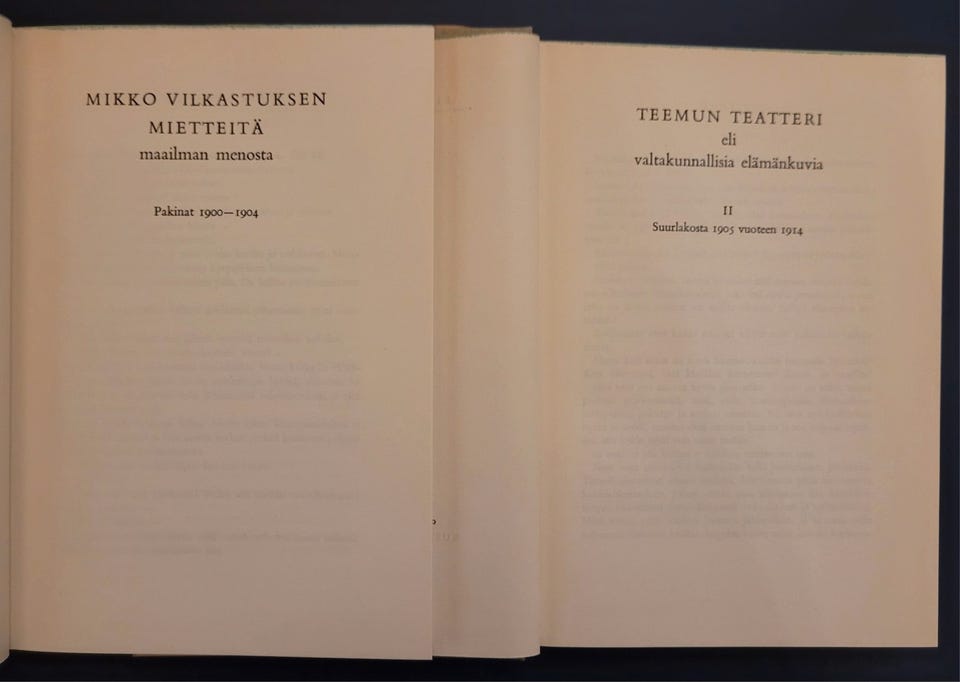 MIKKO VILKASTUKSEN
MIETTEITÄ
maailman menosta
Pakinat 1900—1904
TEEMUN TEATTERI
eli
valtakunnallisia elämänkuvia
II
Suurlakosta 1905 vuoteen 1914